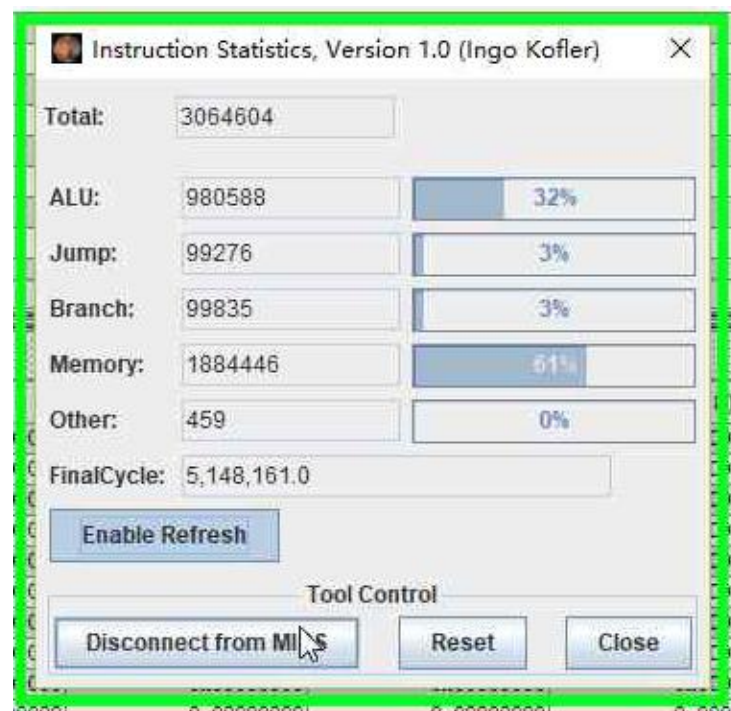 Instruction Statistics, Version 1.0 (Ingo Kofler)
Total: 3064604
ALU: 980588 32%
Jump: 99276 3%
Branch: 99835 3%
Memory: 1884446 61%
Other: 459 0%
FinalCycle: 5,148,161.0
Enable Refresh
Tool Control
Disconnect from MIPS Reset Close